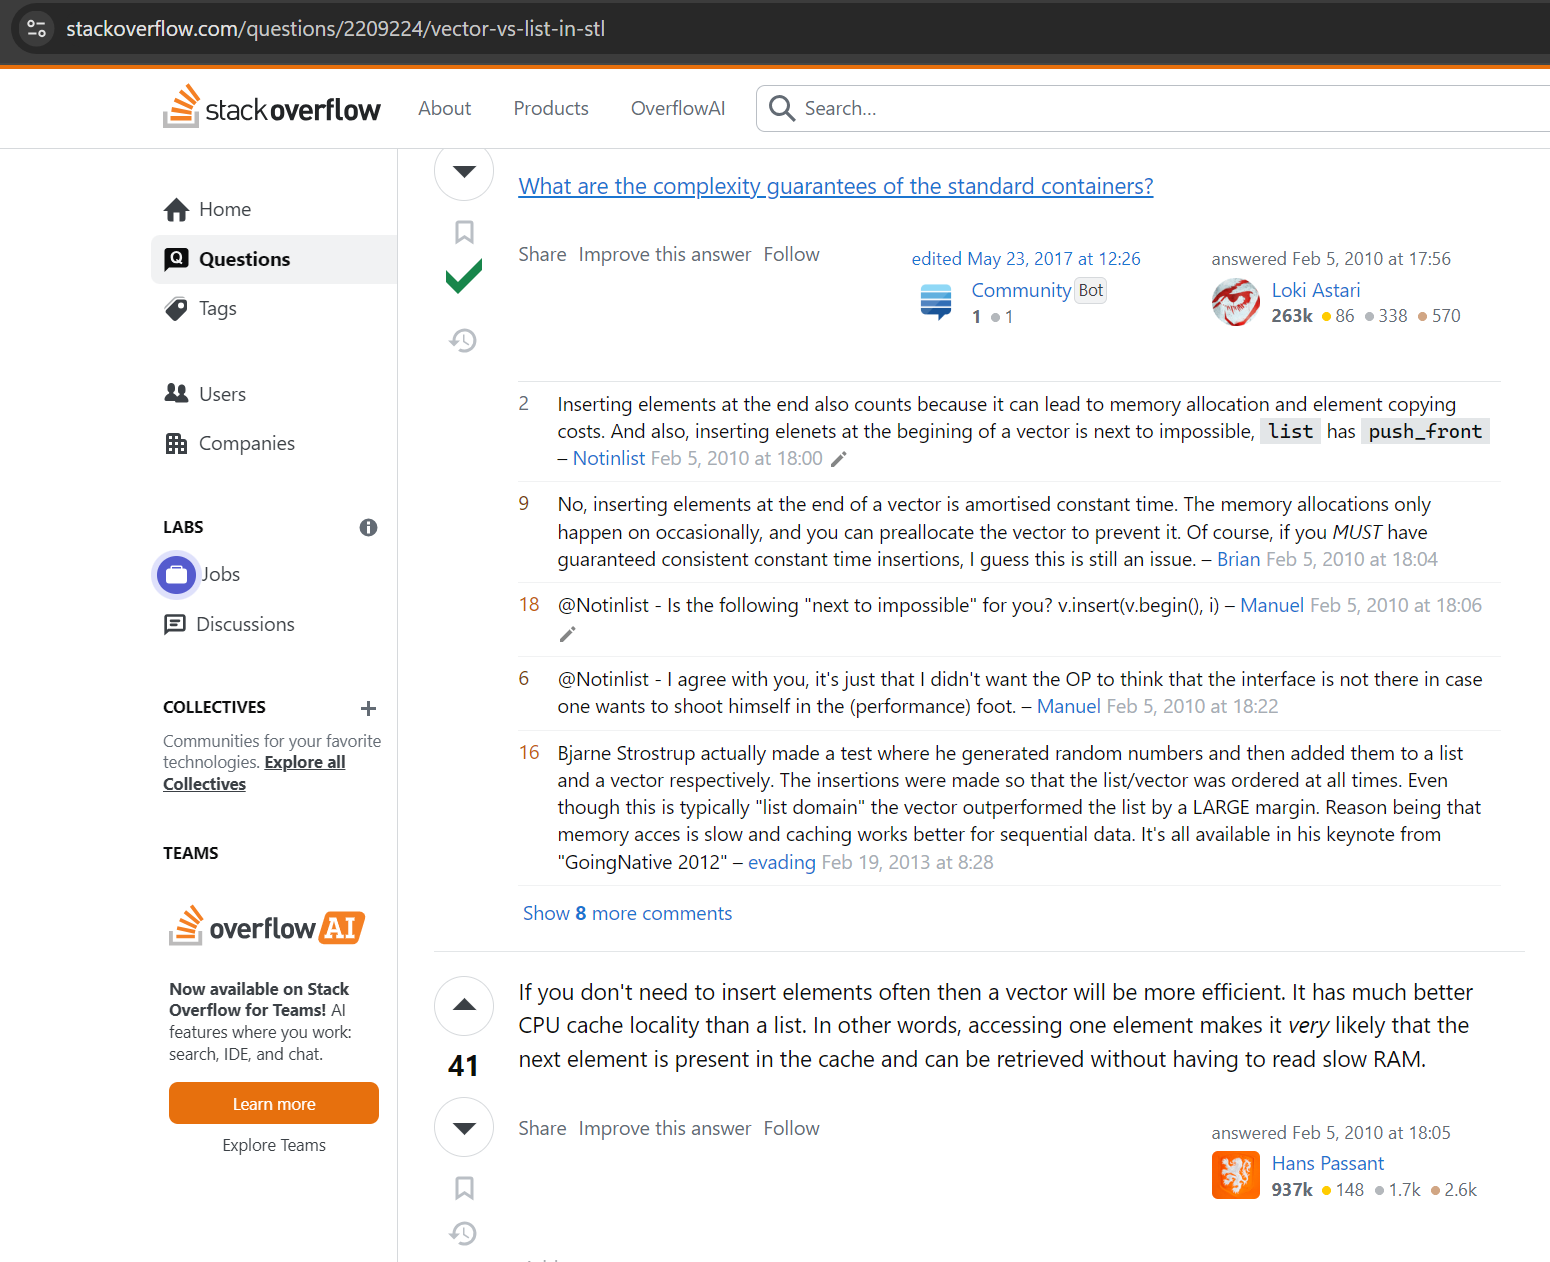 stackoverflow.com/questions/2209224/vector-vs-list-in-stl
stackoverflow
About
Products
OverflowAI
Search…
Home
Questions
Tags
Users
Companies
LABS
Jobs
Discussions
COLLECTIVES
Communities for your favorite
technologies. Explore all
Collectives
TEAMS
overflow AI
Now available on Stack
Overflow for Teams! AI
features where you work:
search, IDE, and chat.
Learn more
Explore Teams
What are the complexity guarantees of the standard containers?
Share Improve this answer Follow
edited May 23, 2017 at 12:26
Community Bot
1 1
answered Feb 5, 2010 at 17:56
Loki Astari
263k 86 338 570
2
Inserting elements at the end also counts because it can lead to memory allocation and element copying
costs. And also, inserting elenets at the begining of a vector is next to impossible, list has push_front
– Notinlist Feb 5, 2010 at 18:00
9
No, inserting elements at the end of a vector is amortised constant time. The memory allocations only
happen on occasionally, and you can preallocate the vector to prevent it. Of course, if you MUST have
guaranteed consistent constant time insertions, I guess this is still an issue. – Brian Feb 5, 2010 at 18:04
18
@Notinlist - Is the following "next to impossible" for you? v.insert(v.begin(), i) – Manuel Feb 5, 2010 at 18:06
6
@Notinlist - I agree with you, it's just that I didn't want the OP to think that the interface is not there in case
one wants to shoot himself in the (performance) foot. – Manuel Feb 5, 2010 at 18:22
16
Bjarne Strostrup actually made a test where he generated random numbers and then added them to a list
and a vector respectively. The insertions were made so that the list/vector was ordered at all times. Even
though this is typically "list domain" the vector outperformed the list by a LARGE margin. Reason being that
memory acces is slow and caching works better for sequential data. It's all available in his keynote from
"GoingNative 2012" – evading Feb 19, 2013 at 8:28
Show 8 more comments
41
If you don't need to insert elements often then a vector will be more efficient. It has much better
CPU cache locality than a list. In other words, accessing one element makes it very likely that the
next element is present in the cache and can be retrieved without having to read slow RAM.
Share Improve this answer Follow
answered Feb 5, 2010 at 18:05
Hans Passant
937k 148 1.7k 2.6k